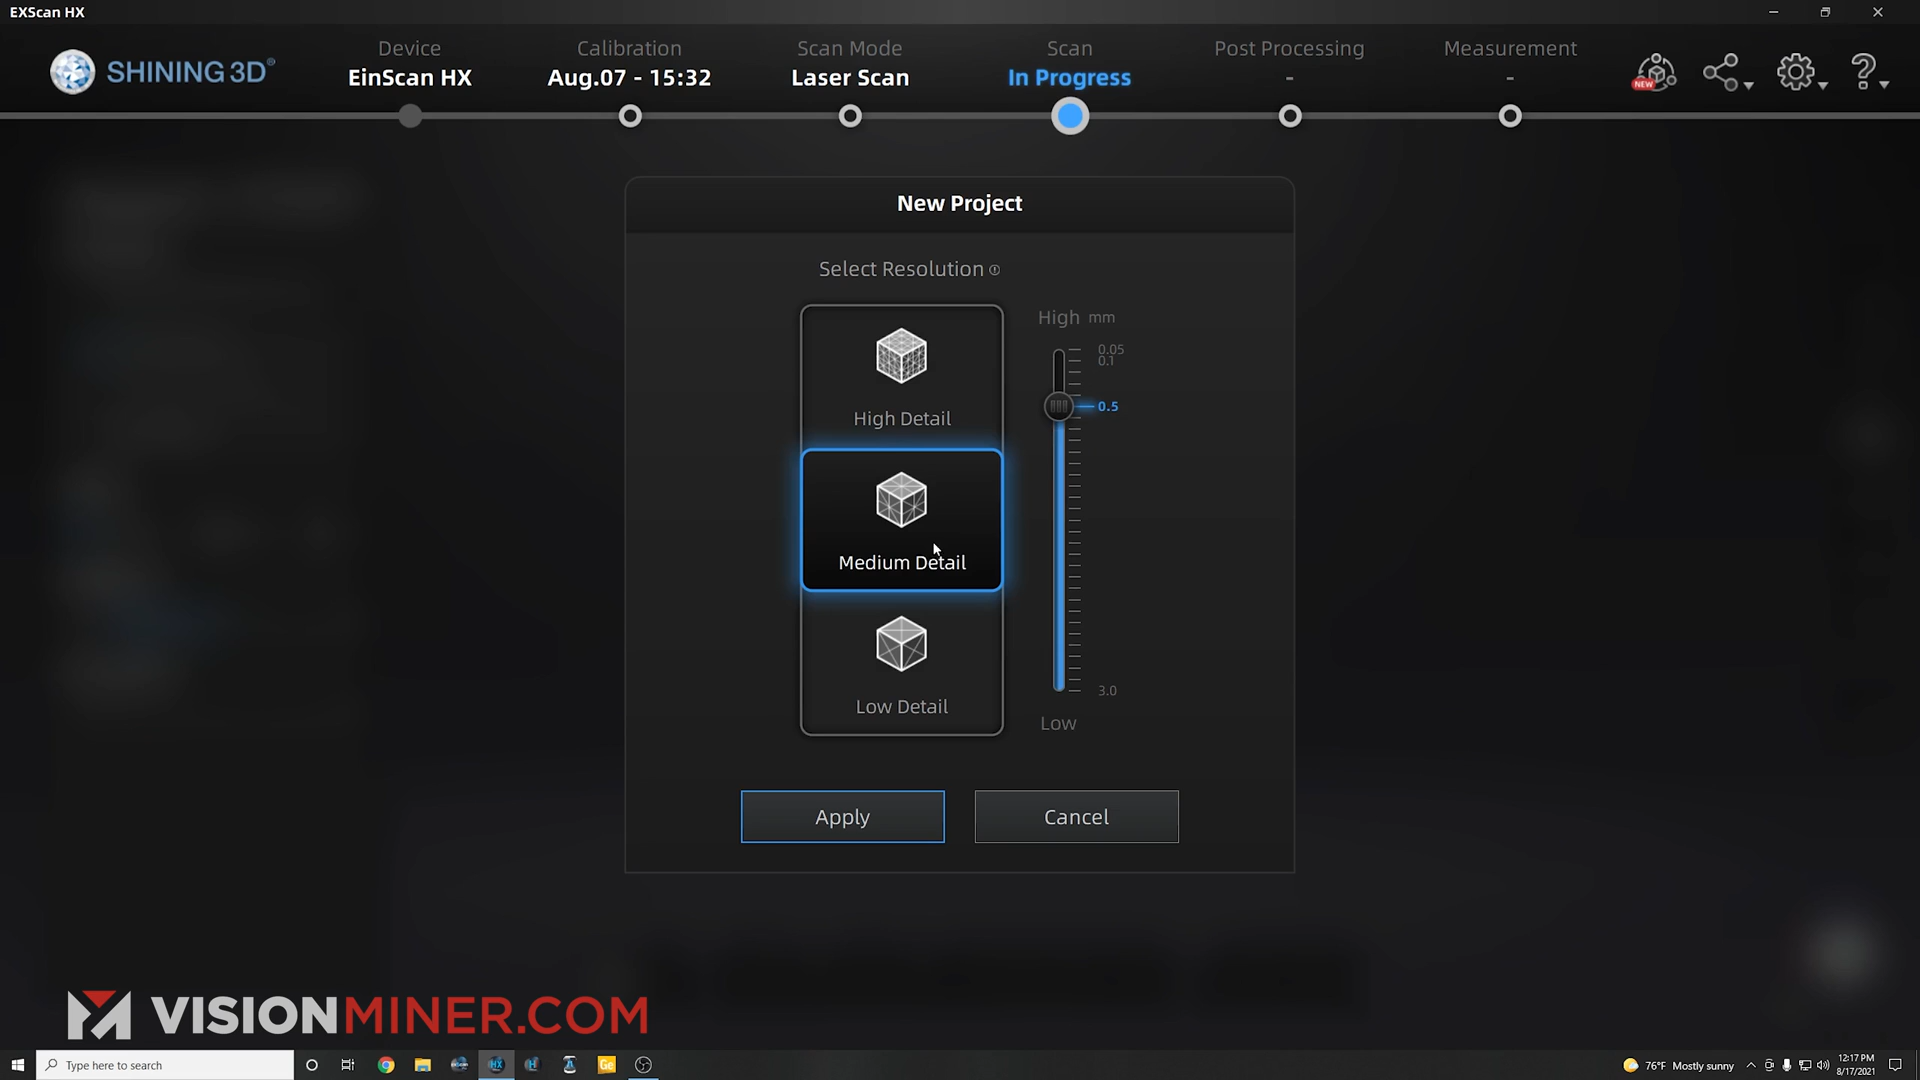 EXScan HX
SHINING 3D®
Device
EinScan HX
Calibration
Aug.07 - 15:32
Scan Mode
Laser Scan
Scan
In Progress
Post Processing
-
Measurement
-
NEW
New Project
Select Resolution
High mm
0.05
0.1
0.5
3.0
Low
High Detail
Medium Detail
Low Detail
Apply
Cancel
VISIONMINER.COM
Type here to search
HX
H
Ge
76°F Mostly sunny
12:17 PM
8/17/2021